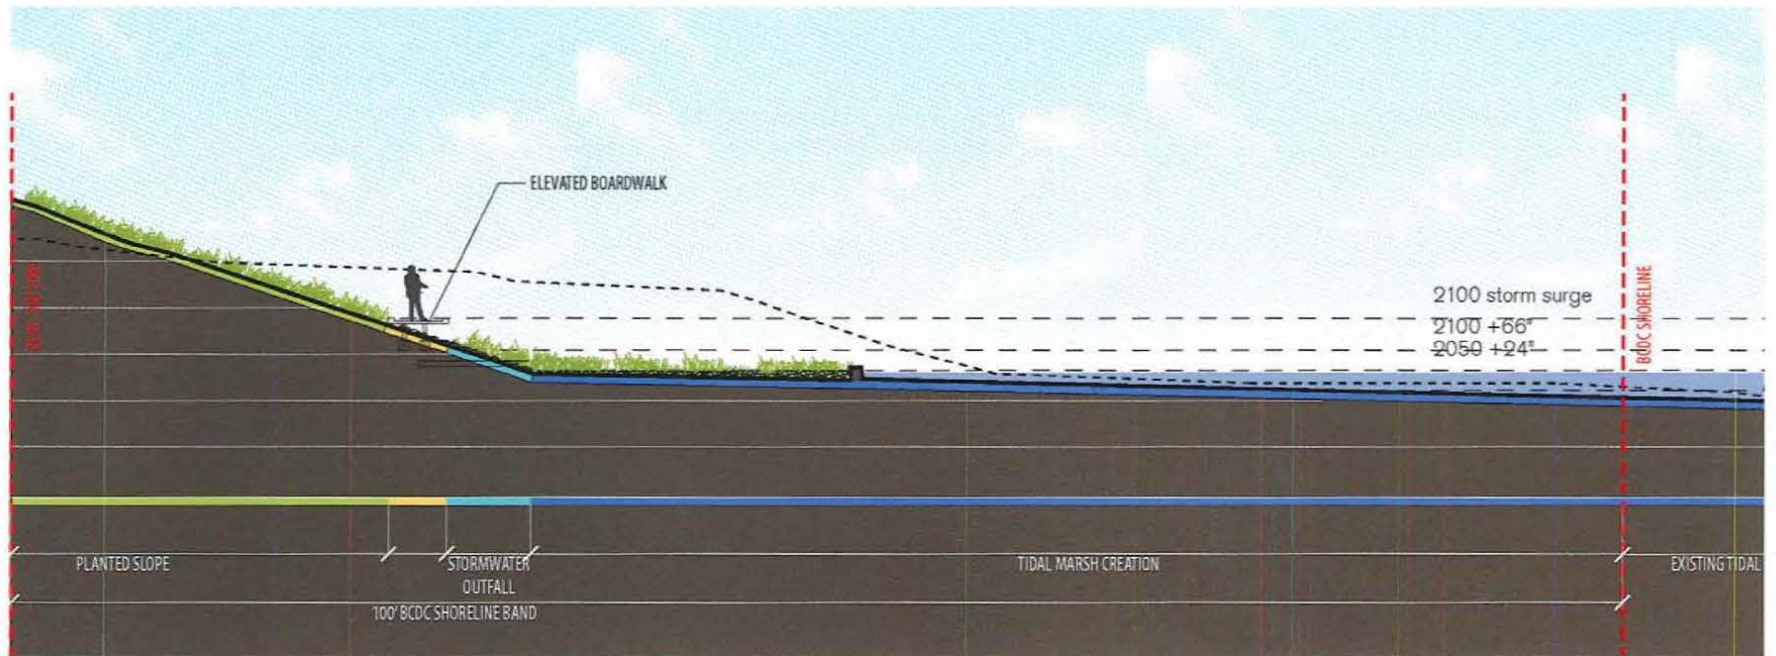 ELEVATED BOARDWALK
2100 storm surge
2100 +66"
2050 +24"
BCDC SHORELINE
PLANTED SLOPE
STORMWATER
OUTFALL
TIDAL MARSH CREATION
EXISTING TIDAL
100' BCDC SHORELINE BAND